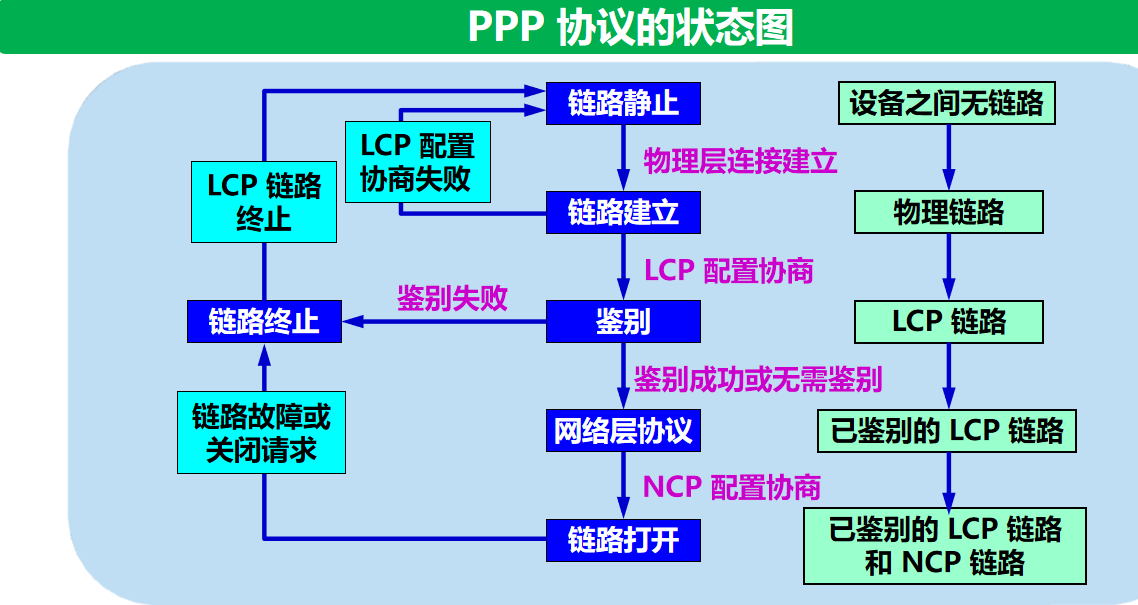 PPP 协议的状态图
链路静止
设备之间无链路
LCP 配置
协商失败
物理层连接建立
LCP 链路
终止
链路建立
物理链路
LCP 配置协商
鉴别失败
链路终止
鉴别
LCP 链路
鉴别成功或无需鉴别
链路故障或
关闭请求
网络层协议
已鉴别的 LCP 链路
NCP 配置协商
链路打开
已鉴别的 LCP 链路
和 NCP 链路